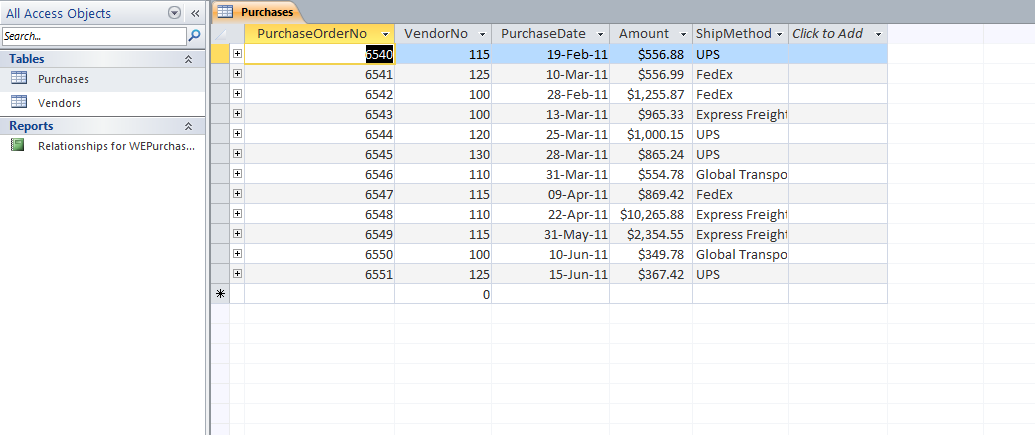 All Access Objects
Search...
Tables
Purchases
Vendors
Reports
Relationships for WEPurchas...
Purchases
PurchaseOrderNo VendorNo PurchaseDate Amount ShipMethod Click to Add
6540 115 19-Feb-11 $556.88 UPS
6541 125 10-Mar-11 $556.99 FedEx
6542 100 28-Feb-11 $1,255.87 FedEx
6543 100 13-Mar-11 $965.33 Express Freight
6544 120 25-Mar-11 $1,000.15 UPS
6545 130 28-Mar-11 $865.24 UPS
6546 110 31-Mar-11 $554.78 Global Transpo
6547 115 09-Apr-11 $869.42 FedEx
6548 110 22-Apr-11 $10,265.88 Express Freight
6549 115 31-May-11 $2,354.55 Express Freight
6550 100 10-Jun-11 $349.78 Global Transpo
6551 125 15-Jun-11 $367.42 UPS
0